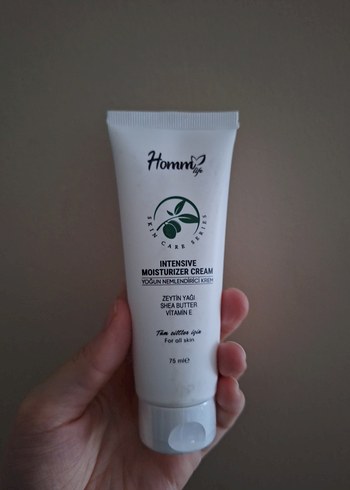 Homm life
SKIN CARE SERIES
INTENSIVE
MOISTURIZER CREAM
YOĞUN NEMLENDİRİCİ KREM
ZEYTİN YAĞI
SHEA BUTTER
VİTAMİN E
Tüm ciltler için
For all skin
75 ml℮